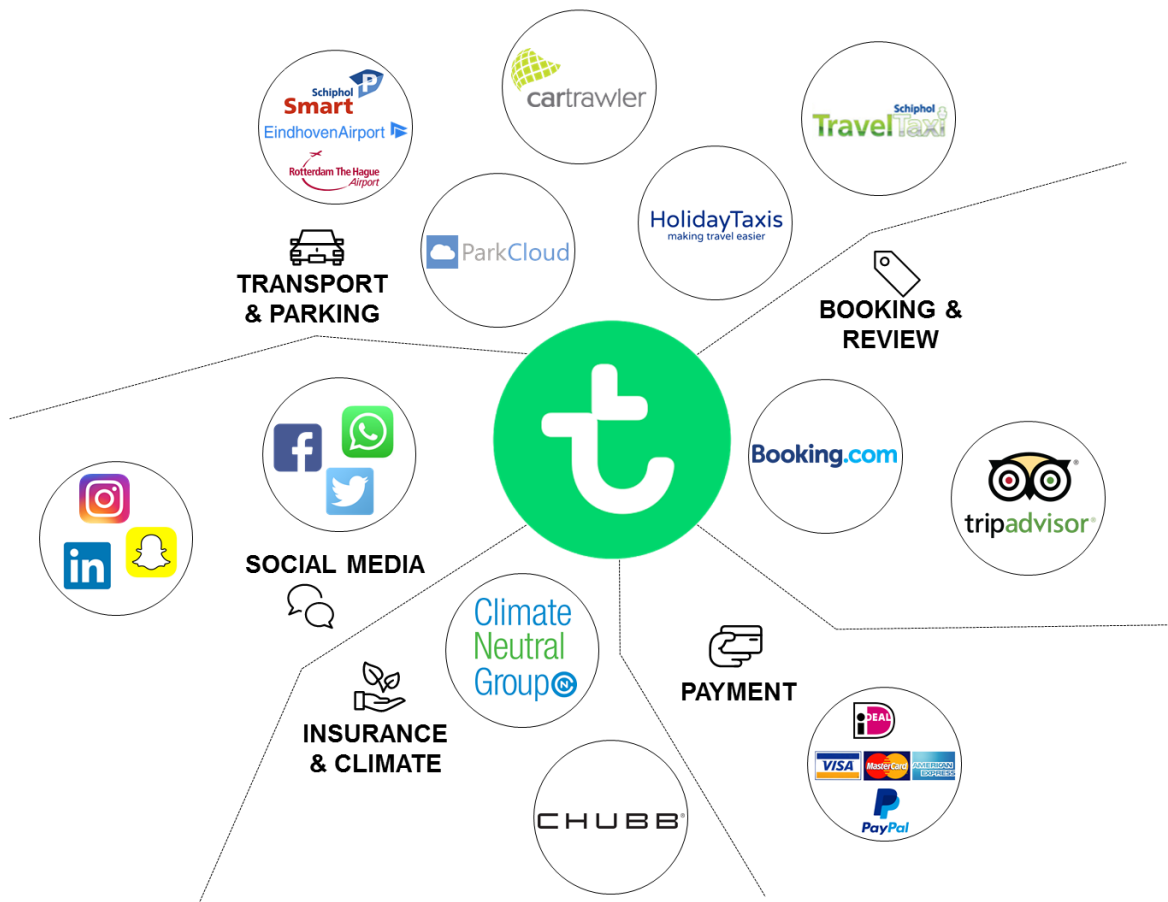 cartrawler
Schiphol
P
Smart
EindhovenAirport
Rotterdam The Hague
Airport
Schiphol
TravelTaxi
HolidayTaxis
making travel easier
ParkCloud
TRANSPORT
& PARKING
BOOKING &
REVIEW
f
t
Booking.com
tripadvisor®
in
SOCIAL MEDIA
Climate
Neutral
Group
N
PAYMENT
INSURANCE
& CLIMATE
iDEAL
VISA
MasterCard
AMERICAN
EXPRESS
PayPal
CHUBB®